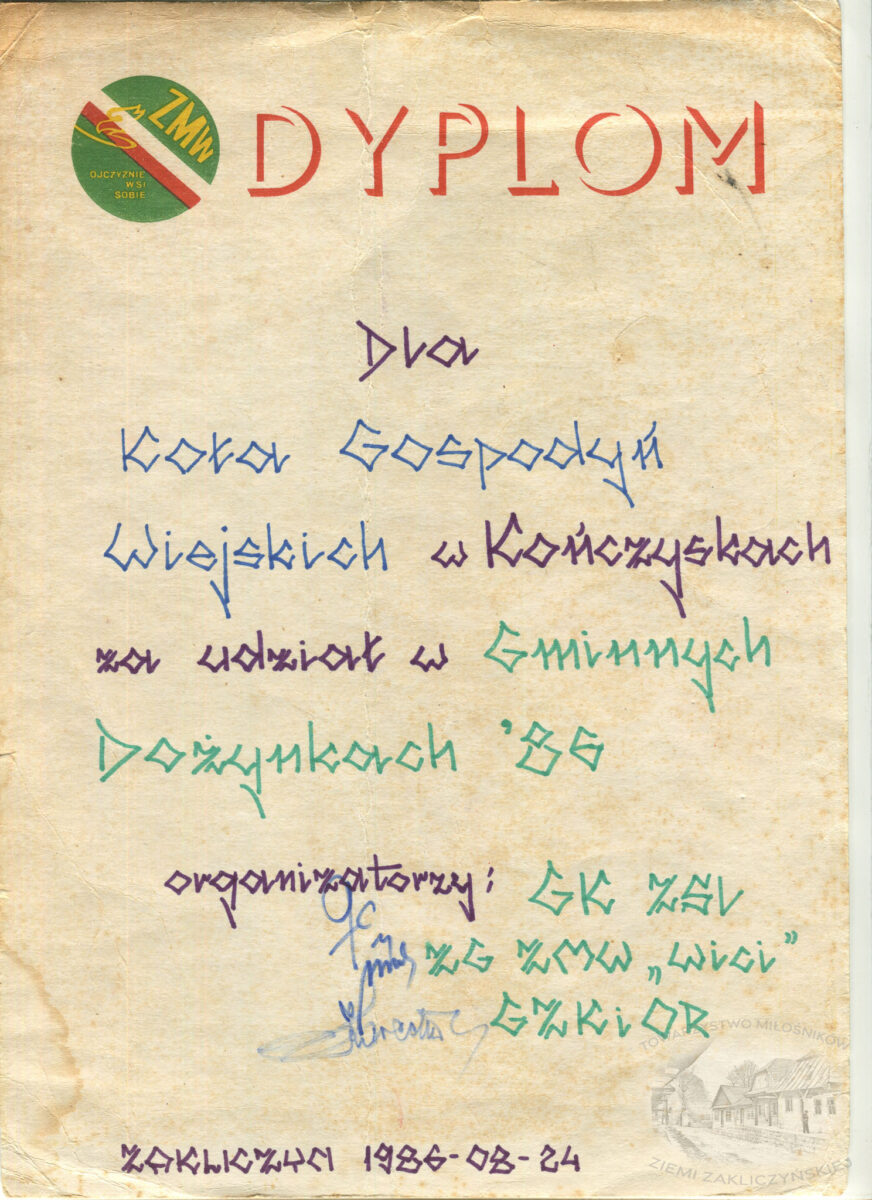 ZMW
OJCZYŹNIE
WSI
SOBIE
DYPLOM
Dla
Koła Gospodyń
Wiejskich w Kończyskach
za udział w Gminnych
Dożynkach '86
organizatorzy: GK ZSL
ZG ZMW „Wici”
GZKiOR
ZAKLICZYN 1986-08-24
TOWARZYSTWO MIŁOŚNIKÓW
ZIEMI ZAKLICZYŃSKIEJ